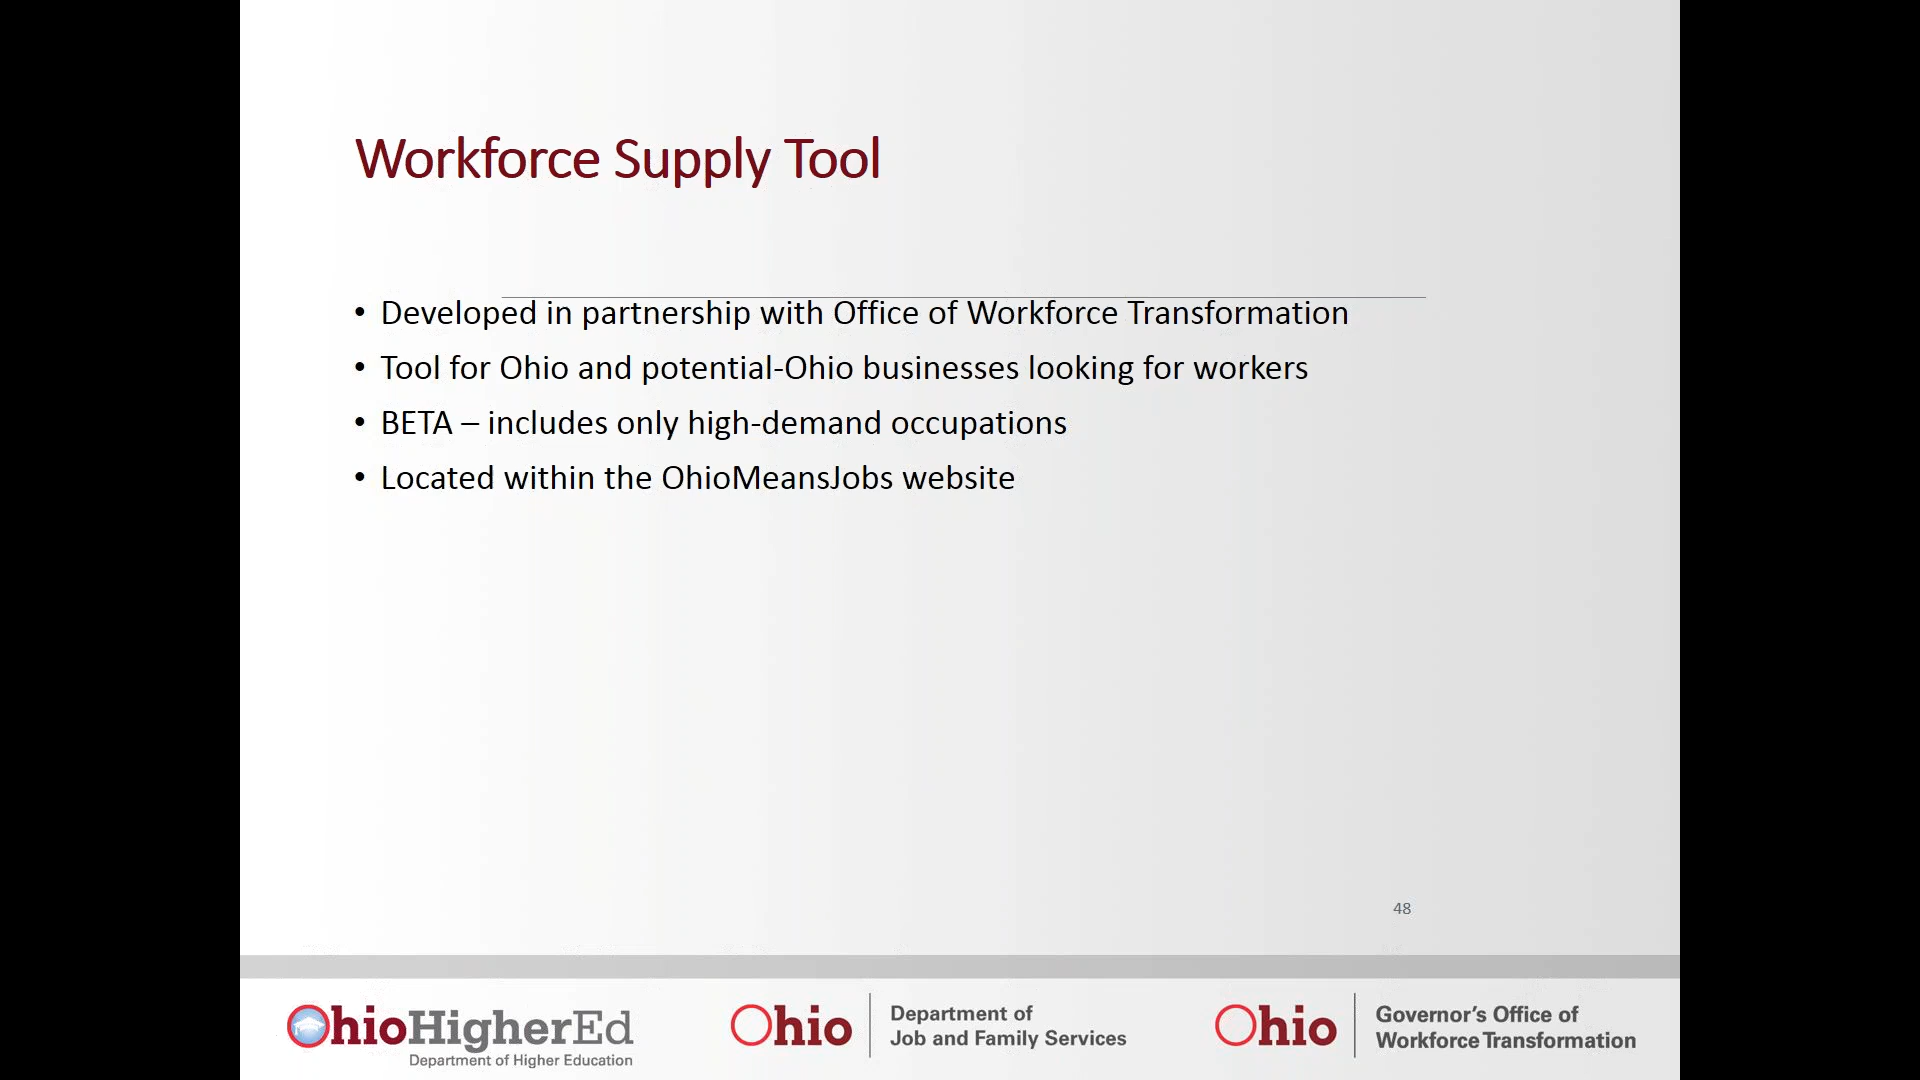 Workforce Supply Tool
• Developed in partnership with Office of Workforce Transformation
• Tool for Ohio and potential-Ohio businesses looking for workers
• BETA – includes only high-demand occupations
• Located within the OhioMeansJobs website
48
OhioHigherEd
Department of Higher Education
Ohio
Department of
Job and Family Services
Ohio
Governor's Office of
Workforce Transformation